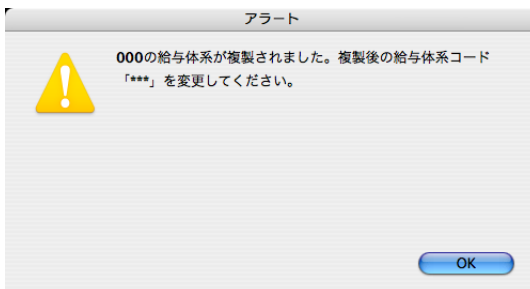 アラート
000の給与体系が複製されました。複製後の給与体系コード
「***」を変更してください。
OK